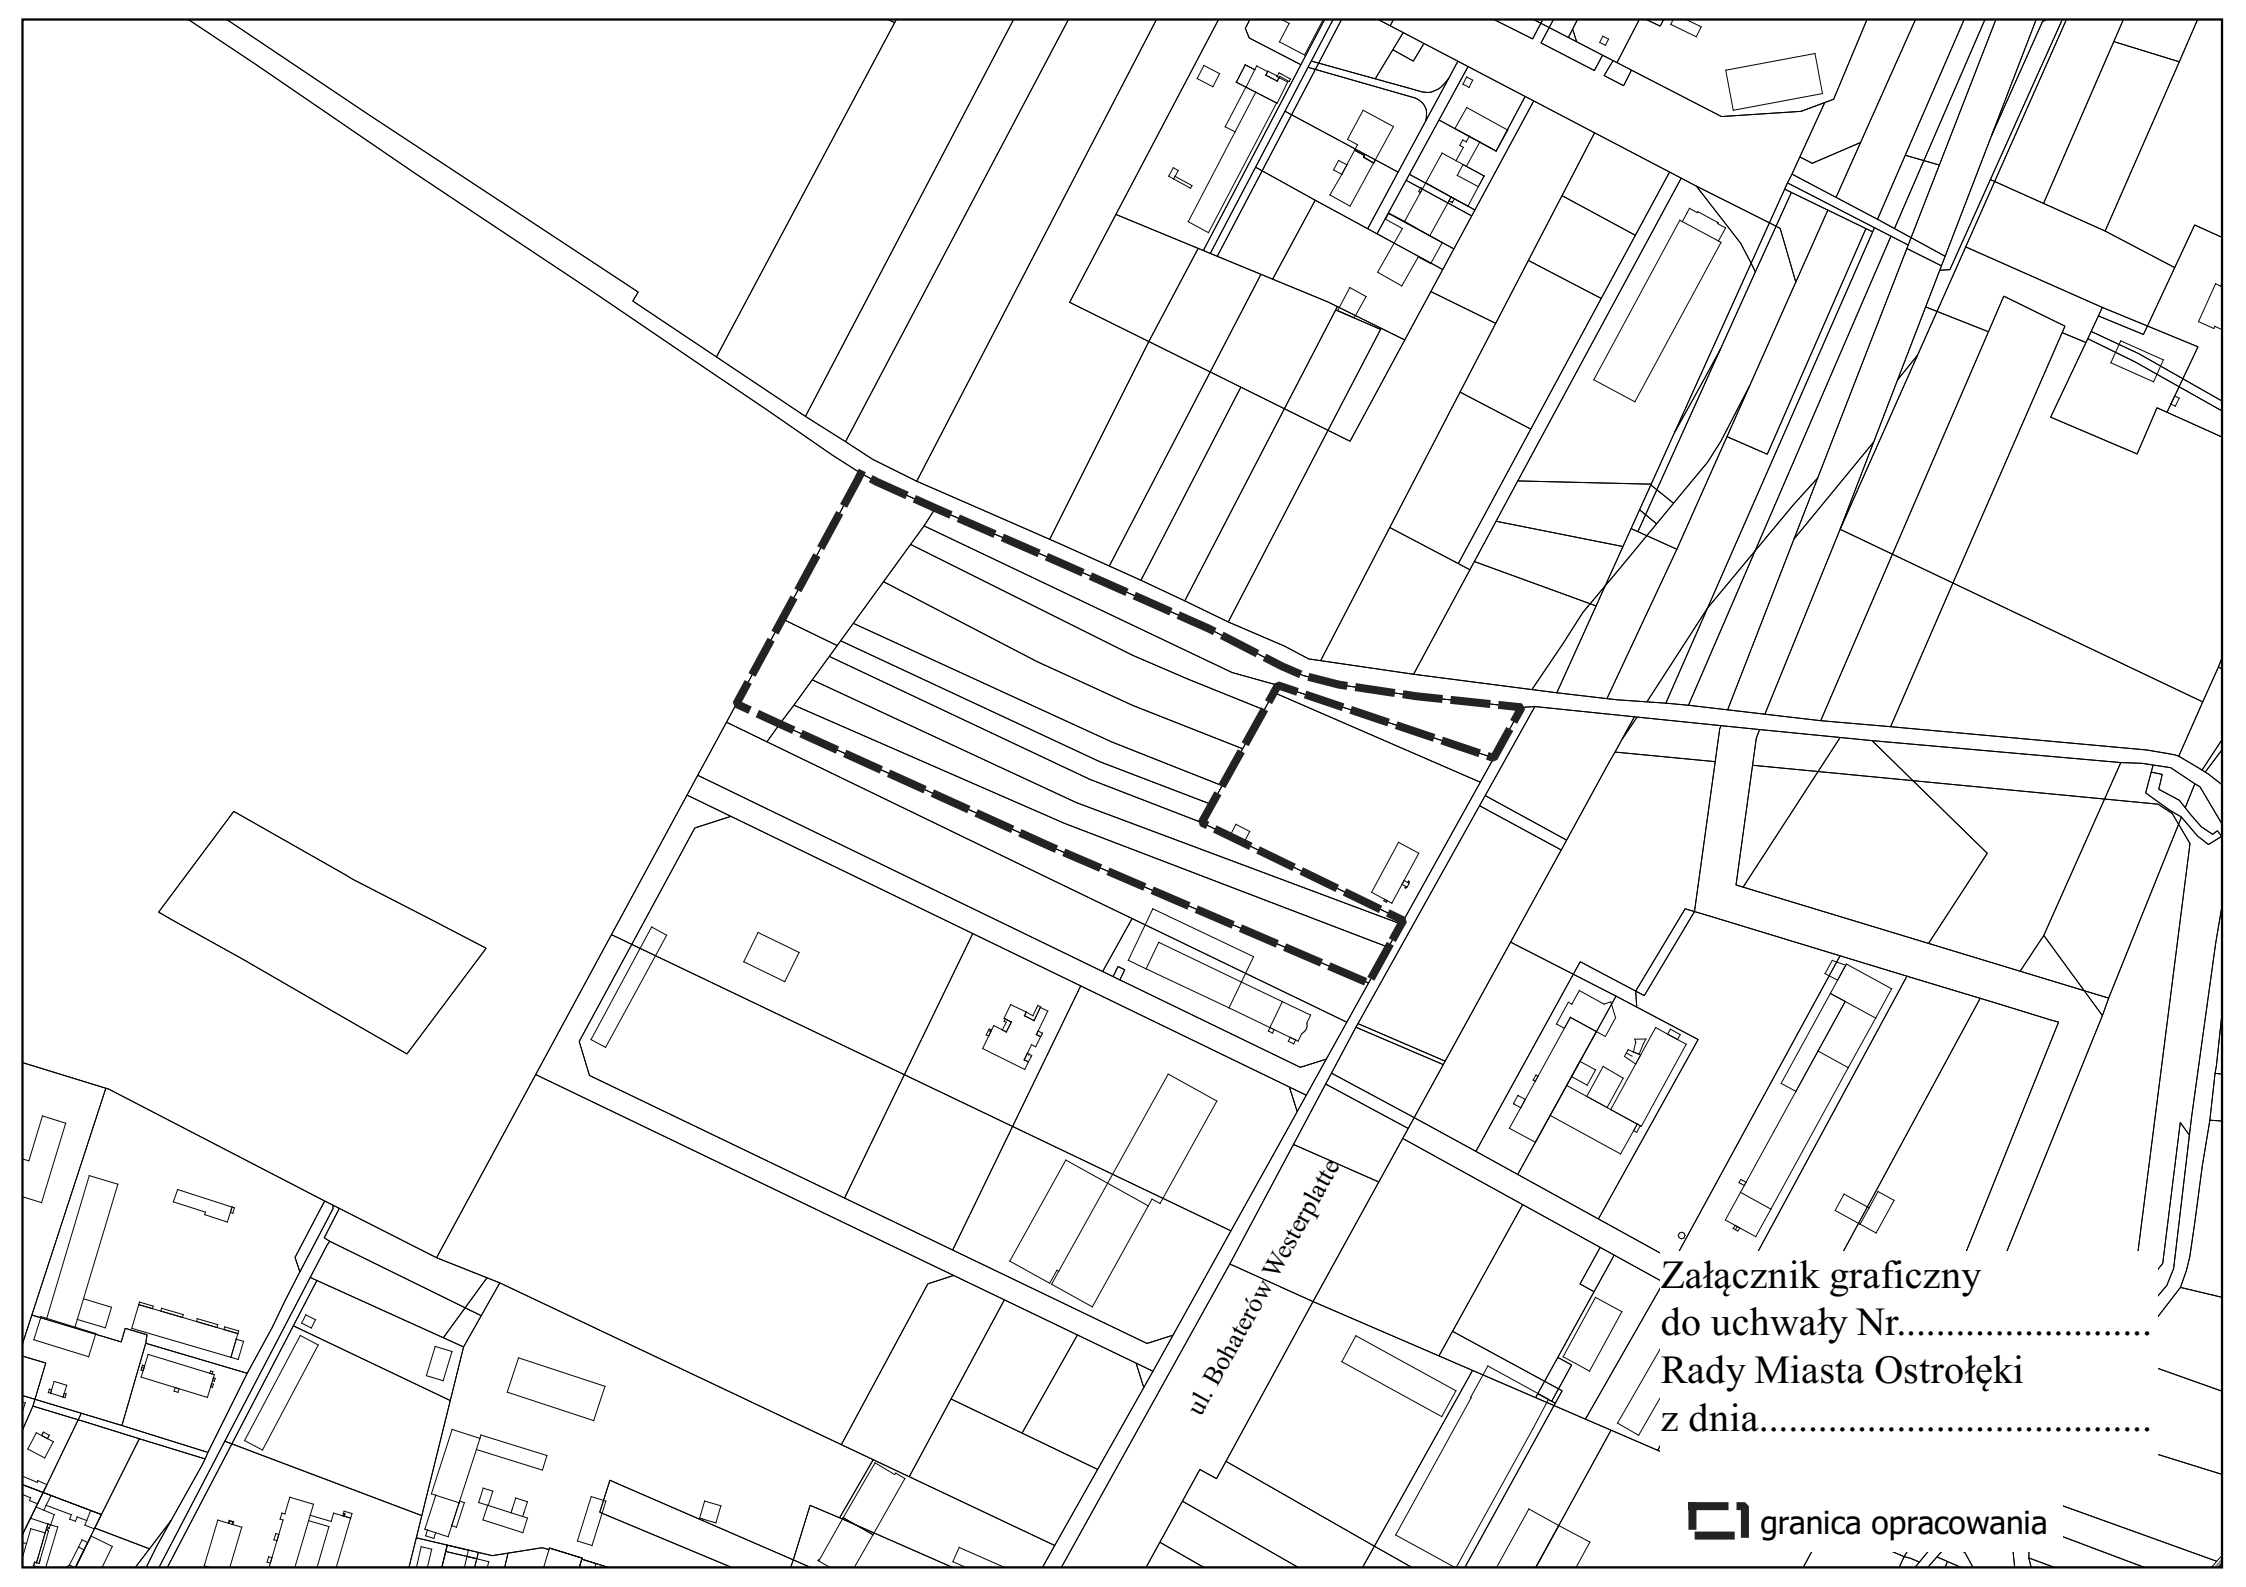 ul. Bohaterów Westerplatte
Załącznik graficzny
do uchwały Nr..........................
Rady Miasta Ostrołęki
z dnia........................................
granica opracowania